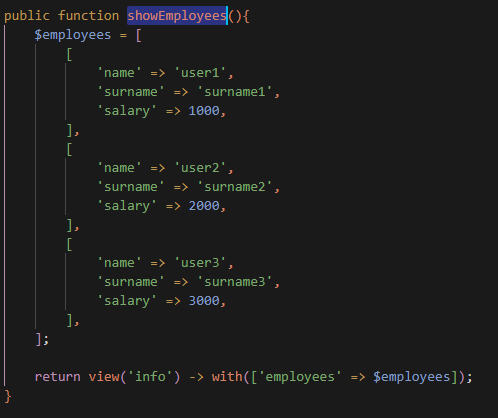 public function showEmployees(){
    $employees = [
        [
            'name' => 'user1',
            'surname' => 'surname1',
            'salary' => 1000,
        ],
        [
            'name' => 'user2',
            'surname' => 'surname2',
            'salary' => 2000,
        ],
        [
            'name' => 'user3',
            'surname' => 'surname3',
            'salary' => 3000,
        ],
    ];
    return view('info') -> with(['employees' => $employees]);
}